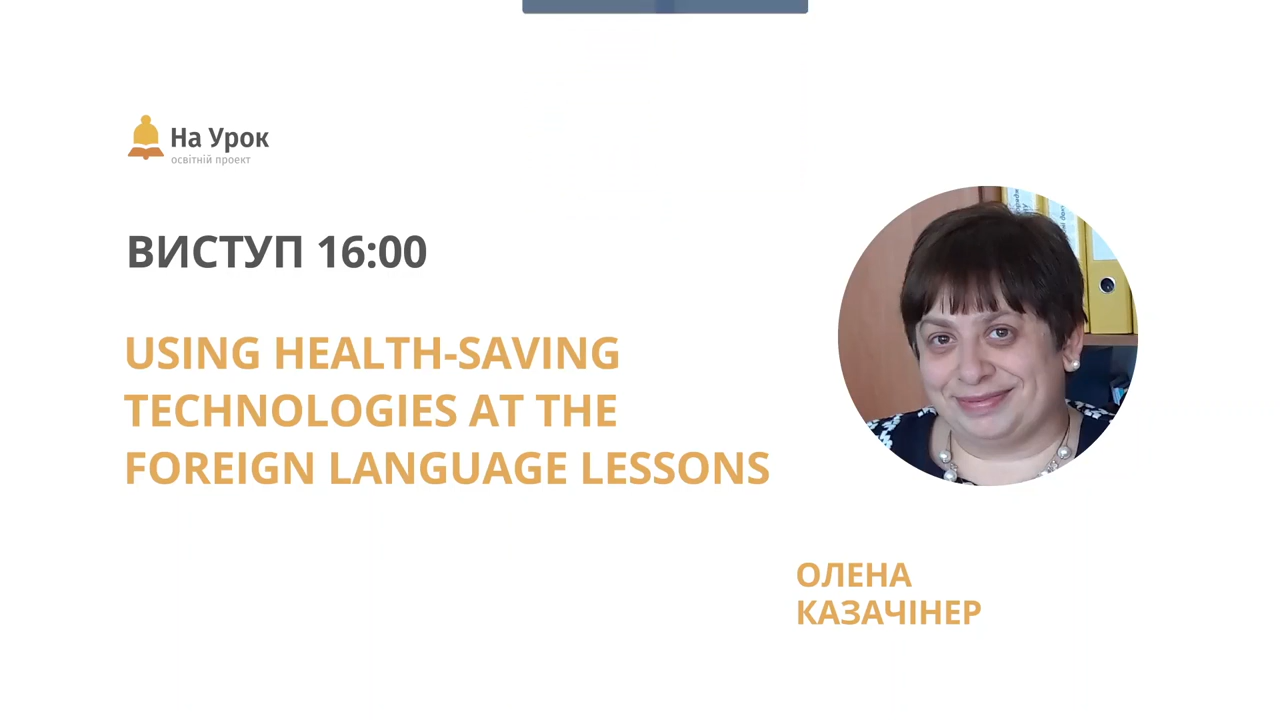 На Урок
освітній проект
ВИСТУП 16:00
USING HEALTH-SAVING
TECHNOLOGIES AT THE
FOREIGN LANGUAGE LESSONS
ОЛЕНА
КАЗАЧІНЕР